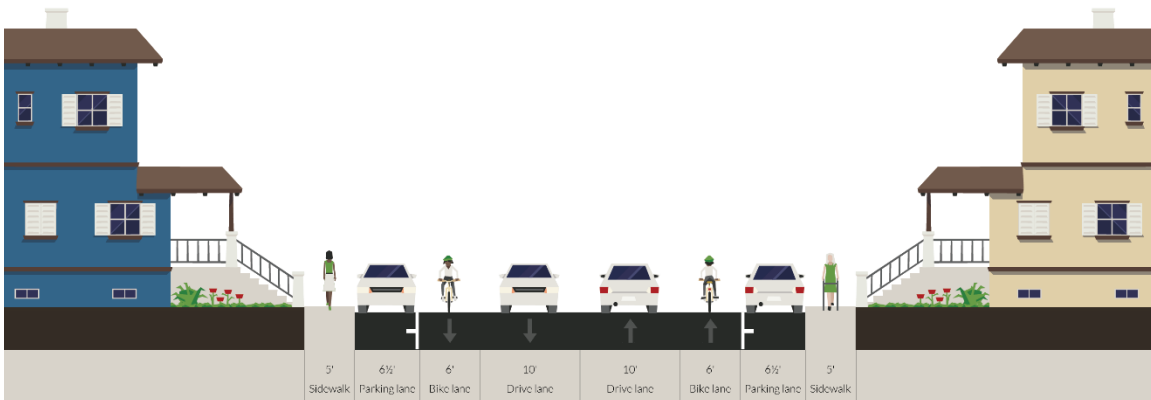 5' 6½' 6' 10' 10' 6' 6½' 5'
Sidewalk Parking lane Bike lane Drive lane Drive lane Bike lane Parking lane Sidewalk